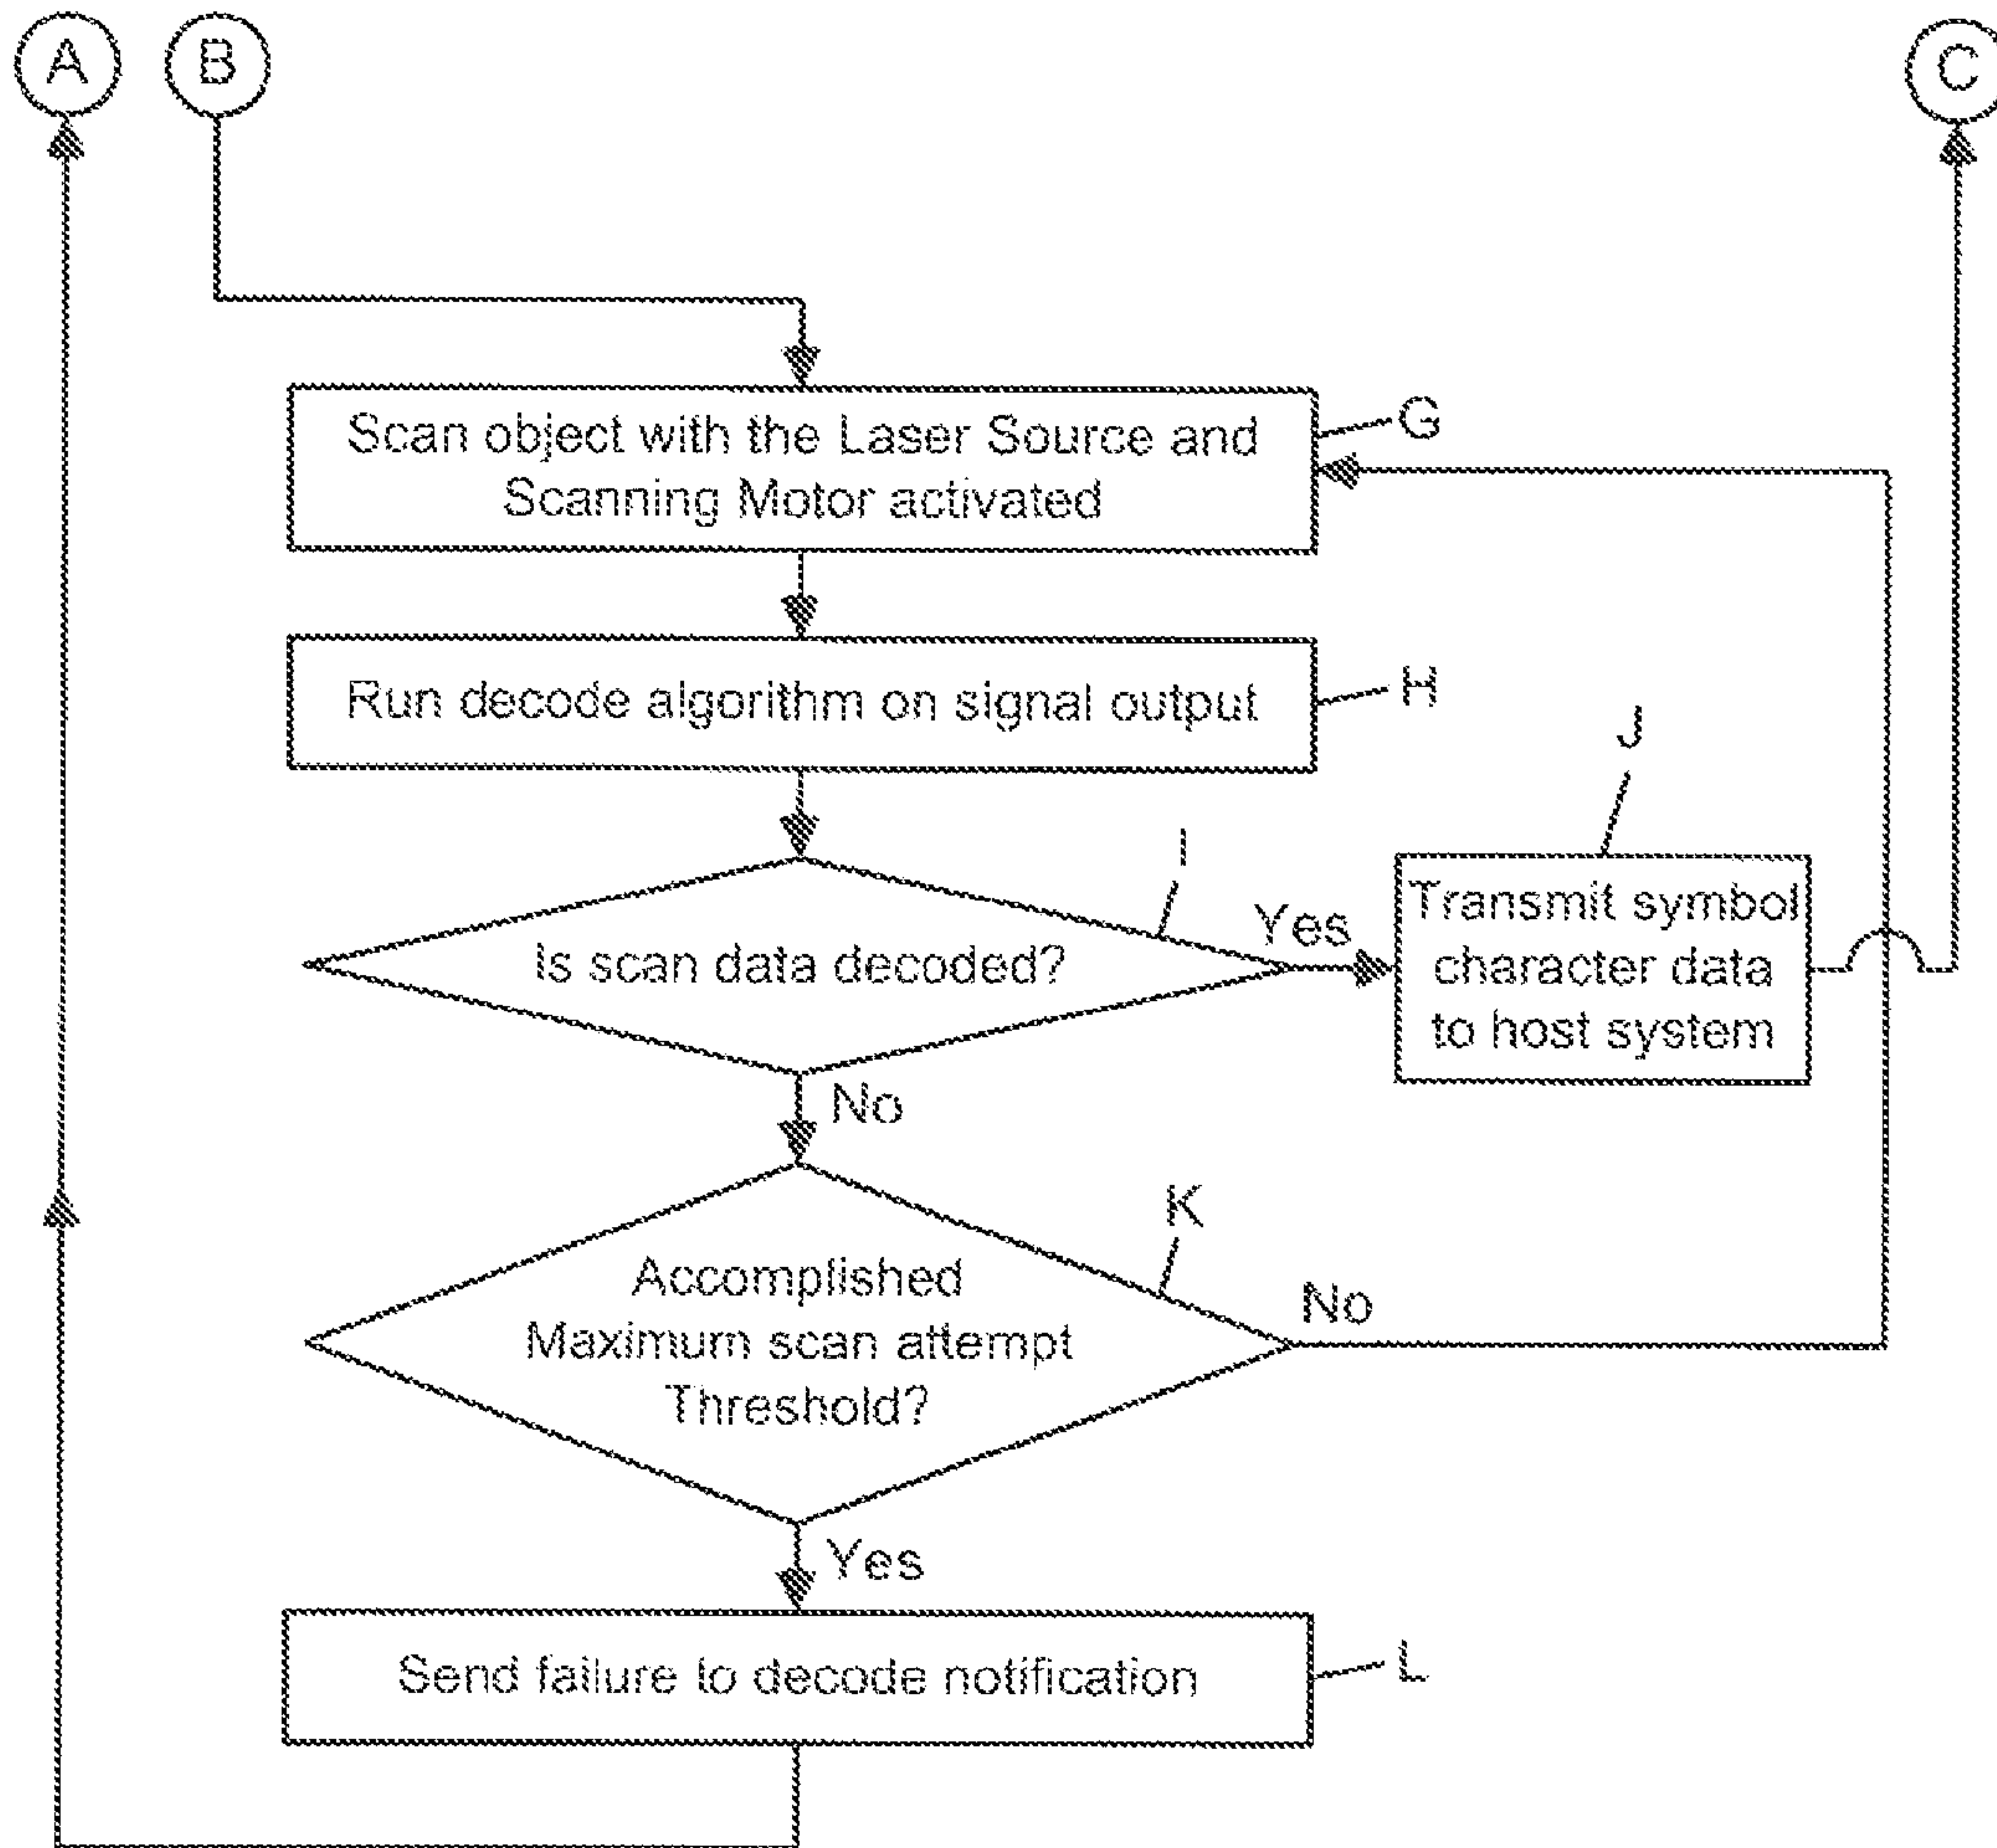 A
B
C
Scan object with the Laser Source and
Scanning Motor activated
G
Run decode algorithm on signal output
H
J
I
Is scan data decoded?
Yes
Transmit symbol
character data
to host system
No
K
Accomplished
Maximum scan attempt
Threshold?
No
Yes
Send failure to decode notification
L